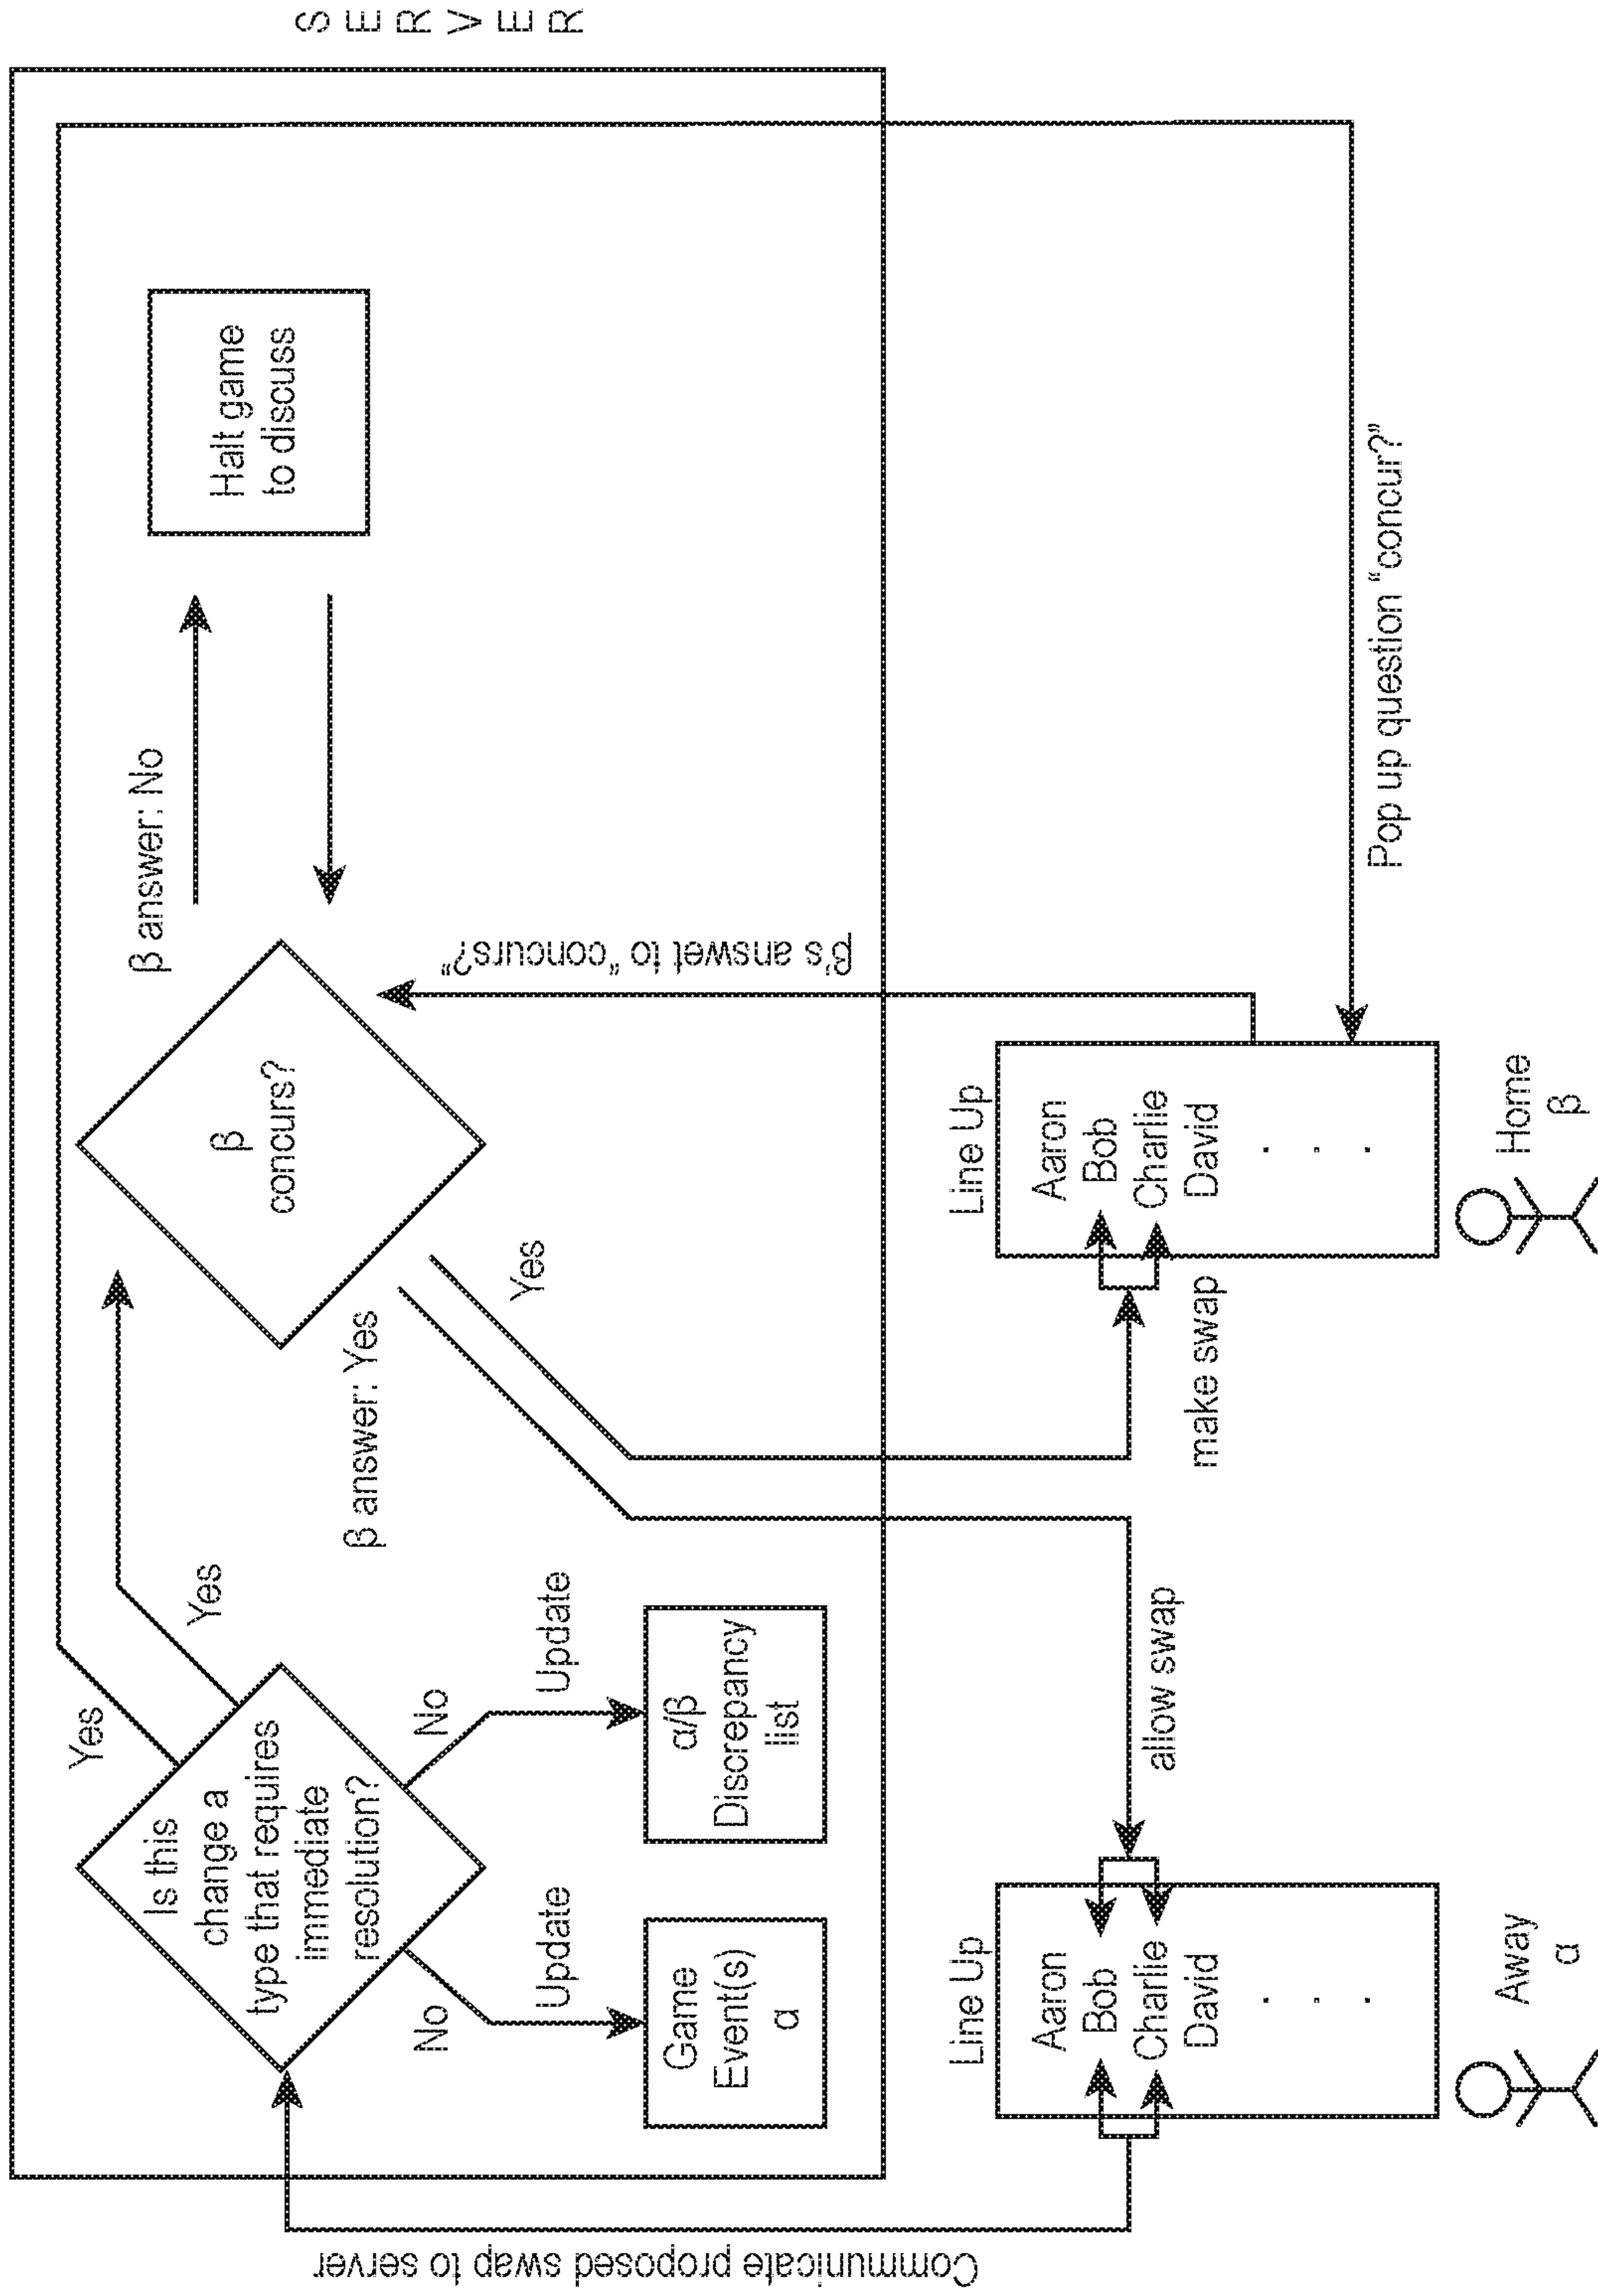 SERVER
Communicate proposed swap to server
Is this
change a
type that requires
immediate
resolution?
Yes
Yes
No
Update
Game
Event(s)
α
No
Update
α/β
Discrepancy
list
β
concurs?
β answer: Yes
Yes
β answer: No
Halt game
to discuss
β's answet to “concurs?”
Line Up
Aaron
Bob
Charlie
David
.
.
.
Away
α
allow swap
make swap
Line Up
Aaron
Bob
Charlie
David
.
.
.
Home
β
Pop up question “concur?”